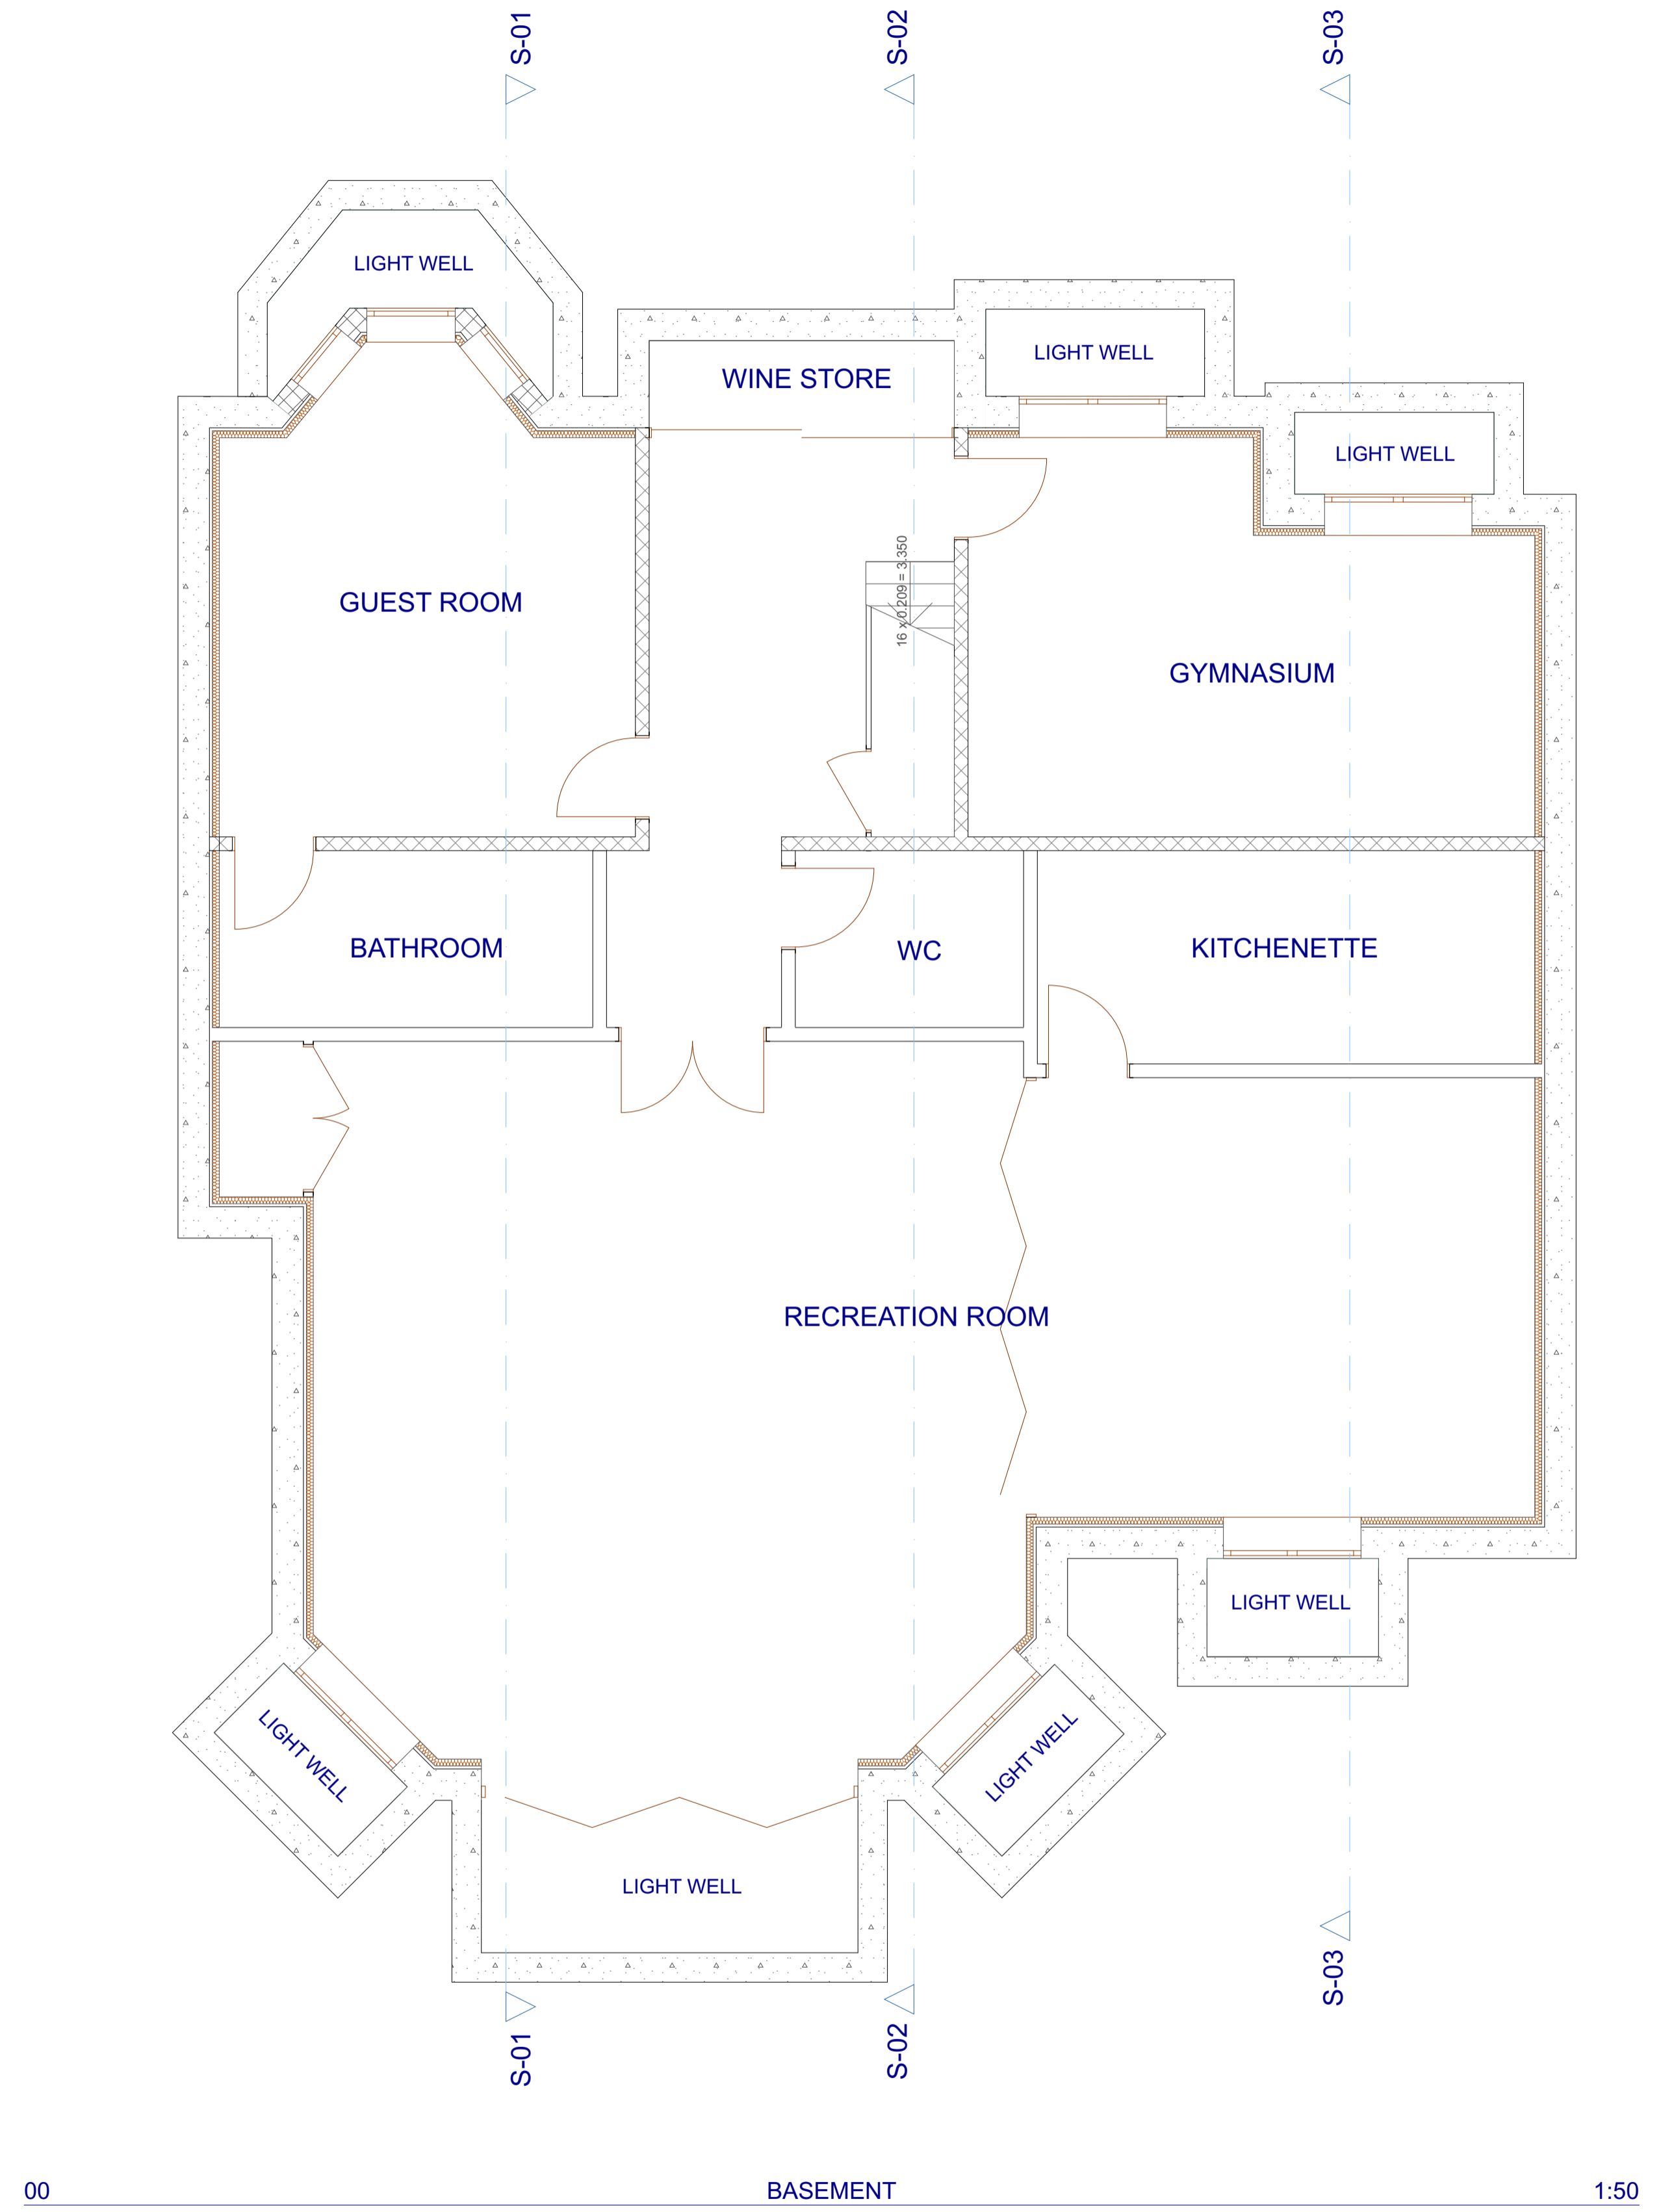 S-01
S-02
S-03
LIGHT WELL
LIGHT WELL
WINE STORE
LIGHT WELL
16 x 0.209 = 3.350
GUEST ROOM
GYMNASIUM
BATHROOM
WC
KITCHENETTE
RECREATION ROOM
LIGHT WELL
LIGHT WELL
LIGHT WELL
LIGHT WELL
S-03
S-01
S-02
00
BASEMENT
1:50